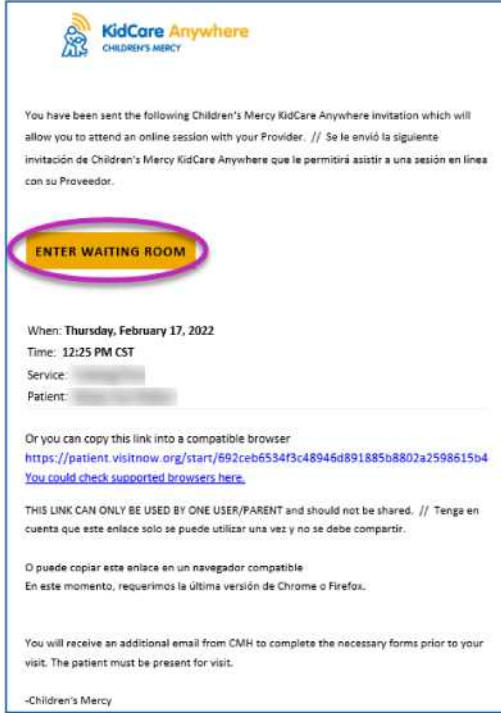 KidCare Anywhere
CHILDREN'S MERCY
You have been sent the following Children's Mercy KidCare Anywhere invitation which will
allow you to attend an online session with your Provider. // Se le envió la siguiente
invitación de Children's Mercy KidCare Anywhere que le permitirá asistir a una sesión en línea
con su Proveedor.
ENTER WAITING ROOM
When: Thursday, February 17, 2022
Time: 12:25 PM CST
Service:
Patient:
Or you can copy this link into a compatible browser
https://patient.visitnow.org/start/692ceb6534f3c48946d891885b8802a2598615b4
You could check supported browsers here.
THIS LINK CAN ONLY BE USED BY ONE USER/PARENT and should not be shared. // Tenga en
cuenta que este enlace solo se puede utilizar una vez y no se debe compartir.
O puede copiar este enlace en un navegador compatible
En este momento, requerimos la última versión de Chrome o Firefox.
You will receive an additional email from CMH to complete the necessary forms prior to your
visit. The patient must be present for visit.
-Children's Mercy